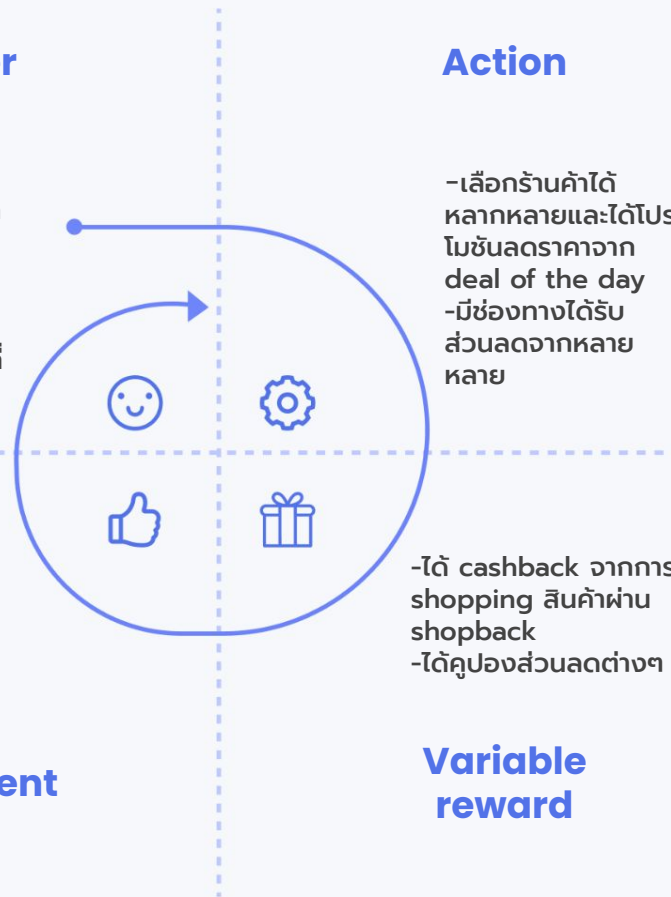 r
Action
-เลือกร้านค้าได้
หลากหลายและได้โปร
โมชันลดราคาจาก
deal of the day
-มีช่องทางได้รับ
ส่วนลดจากหลาย
หลาย
-ได้ cashback จากการ
shopping สินค้าผ่าน
shopback
-ได้คูปองส่วนลดต่างๆ
ent
Variable
reward